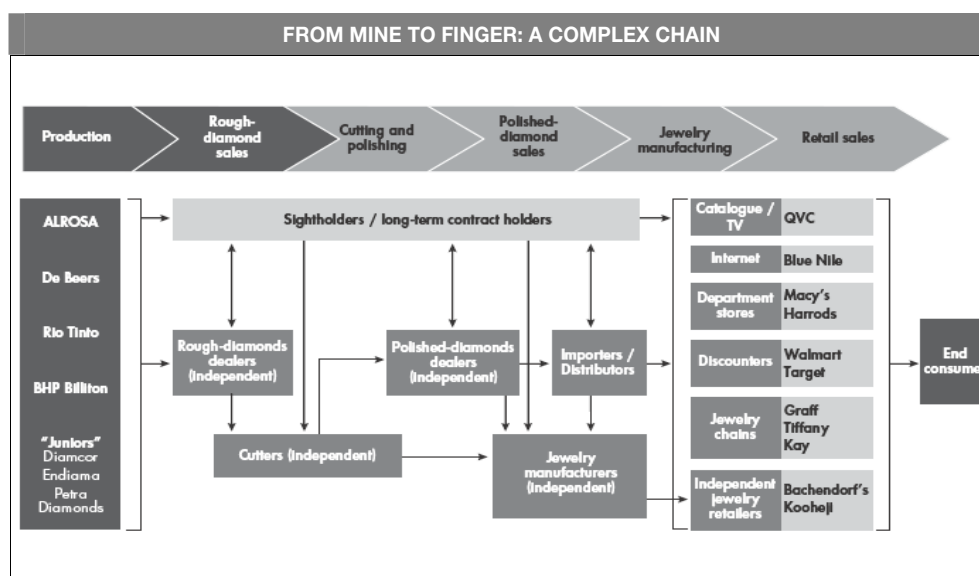 FROM MINE TO FINGER: A COMPLEX CHAIN
Production
Rough-
diamond
sales
Cutting and
polishing
Polished-
diamond
sales
Jewelry
manufacturing
Retail sales
ALROSA
De Beers
Rio Tinto
BHP Billiton
"Juniors"
Diamcor
Endiama
Petra
Diamonds
Sightholders / long-term contract holders
Rough-diamonds
dealers
(Independent)
Polished-diamonds
dealers
(Independent)
Importers /
Distributors
Cutters (Independent)
Jewelry
manufacturers
(Independent)
Catalogue /
TV
QVC
Internet
Blue Nile
Department
stores
Macy's
Harrods
Discounters
Walmart
Target
Jewelry
chains
Graff
Tiffany
Kay
Independent
jewelry
retailers
Bachendorf's
Kooheji
End
consume